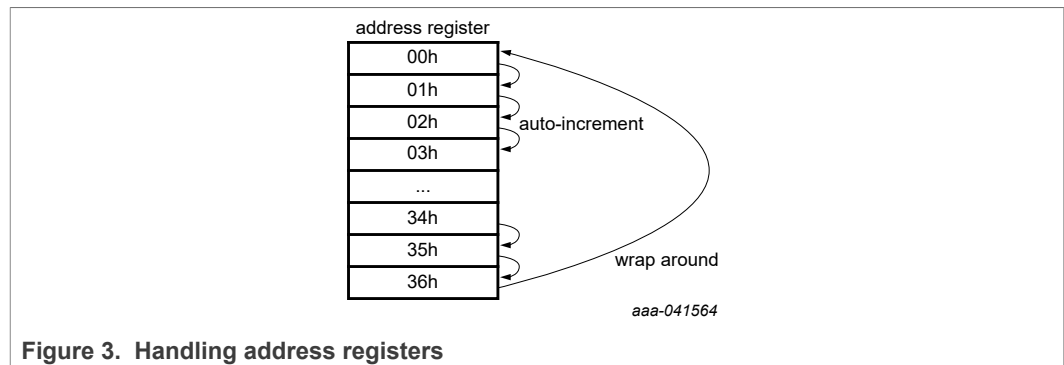 address register
00h
01h
02h
auto-increment
03h
...
34h
35h
wrap around
36h
aaa-041564
Figure 3. Handling address registers